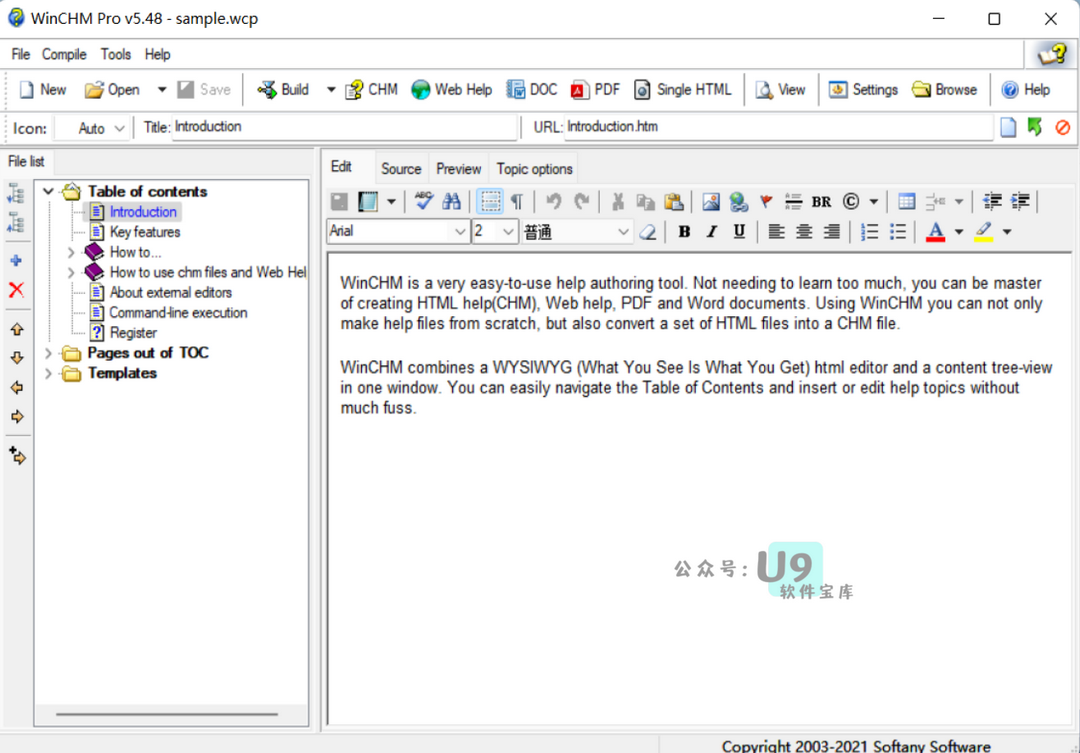 WinCHM Pro v5.48 - sample.wcp
File Compile Tools Help
New Open Save Build CHM Web Help DOC PDF Single HTML View Settings Browse Help
Icon: Auto Title: Introduction URL: Introduction.htm
File list
Table of contents
Introduction
Key features
How to...
How to use chm files and Web Hel
About external editors
Command-line execution
Register
Pages out of TOC
Templates
Edit Source Preview Topic options
ABC BR
Arial 2 普通 B I U A
WinCHM is a very easy-to-use help authoring tool. Not needing to learn too much, you can be master
of creating HTML help(CHM), Web help, PDF and Word documents. Using WinCHM you can not only
make help files from scratch, but also convert a set of HTML files into a CHM file.
WinCHM combines a WYSIWYG (What You See Is What You Get) html editor and a content tree-view
in one window. You can easily navigate the Table of Contents and insert or edit help topics without
much fuss.
公众号: U9
软件宝库
Copyright 2003-2021 Softany Software